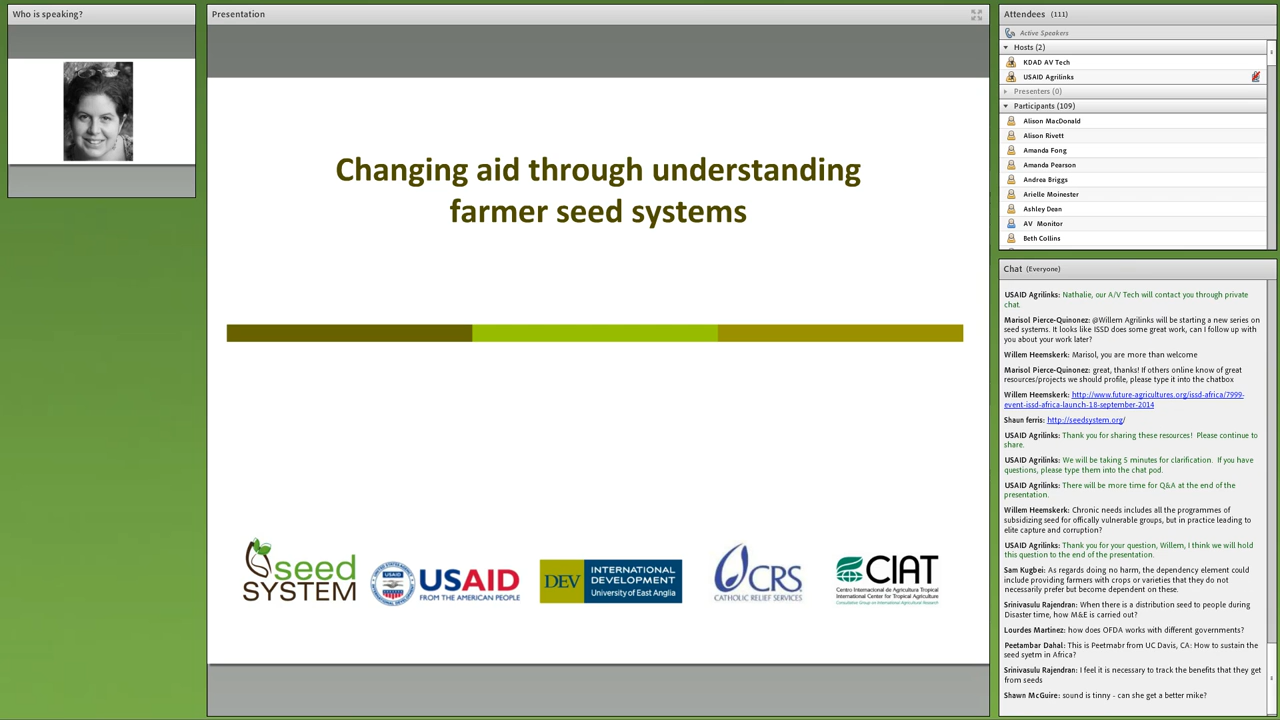 Who is speaking?
Presentation
Changing aid through understanding
farmer seed systems
seed
SYSTEM
USAID
USAID
FROM THE AMERICAN PEOPLE
DEV
INTERNATIONAL
DEVELOPMENT
University of East Anglia
CRS
CATHOLIC RELIEF SERVICES
CIAT
Centro Internacional de Agricultura Tropical
International Center for Tropical Agriculture
Consultative Group on International Agricultural Research
Attendees (111)
Active Speakers
Hosts (2)
KDAD AV Tech
USAID Agrilinks
Presenters (0)
Participants (109)
Alison MacDonald
Alison Rivett
Amanda Fong
Amanda Pearson
Andrea Briggs
Arielle Moinester
Ashley Dean
AV Monitor
Beth Collins
Chat (Everyone)
USAID Agrilinks: Nathalie, our A/V Tech will contact you through private
chat.
Marisol Pierce-Quinonez: @Willem Agrilinks will be starting a new series on
seed systems. It looks like ISSD does some great work, can I follow up with
you about your work later?
Willem Heemskerk: Marisol, you are more than welcome
Marisol Pierce-Quinonez: great, thanks! If others online know of great
resources/projects we should profile, please type it into the chatbox
Willem Heemskerk: http://www.future-agricultures.org/issd-africa/7999-
event-issd-africa-launch-18-september-2014
Shaun ferris: http://seedsystem.org/
USAID Agrilinks: Thank you for sharing these resources! Please continue to
share.
USAID Agrilinks: We will be taking 5 minutes for clarification. If you have
questions, please type them into the chat pod.
USAID Agrilinks: There will be more time for Q&A at the end of the
presentation.
Willem Heemskerk: Chronic needs includes all the programmes of
subsidizing seed for offically vulnerable groups, but in practice leading to
elite capture and corruption?
USAID Agrilinks: Thank you for your question, Willem, I think we will hold
this question to the end of the presentation.
Sam Kugbei: As regards doing no harm, the dependency element could
include providing farmers with crops or varieties that they do not
necessarily prefer but become dependent on these.
Srinivasulu Rajendran: When there is a distribution seed to people during
Disaster time, how M&E is carried out?
Lourdes Martinez: how does OFDA works with different governments?
Peetambar Dahal: This is Peetmabr from UC Davis, CA: How to sustain the
seed syetm in Africa?
Srinivasulu Rajendran: I feel it is necessary to track the benefits that they get
from seeds
Shawn McGuire: sound is tinny - can she get a better mike?